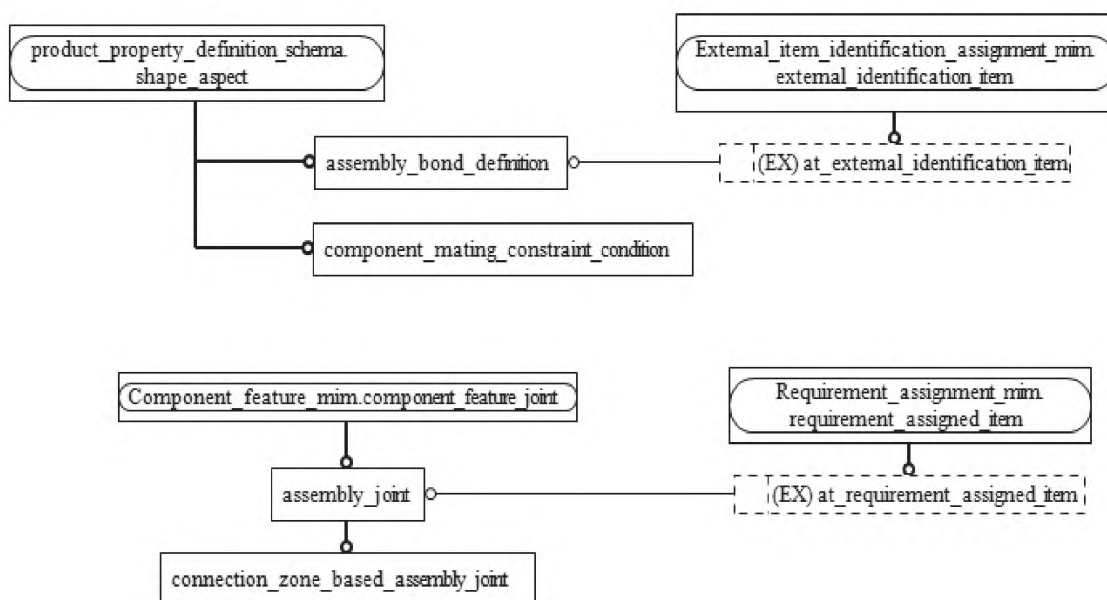 product_property_definition_schema.
shape_aspect
External_item_identification_assignment_mim.
external_identification_item
assembly_bond_definition
(EX) at_external_identification_item
component_mating_constraint_condition
Component_feature_mim.component_feature_joint
Requirement_assignment_mim.
requirement_assigned_item
assembly_joint
(EX) at_requirement_assigned_item
connection_zone_based_assembly_joint